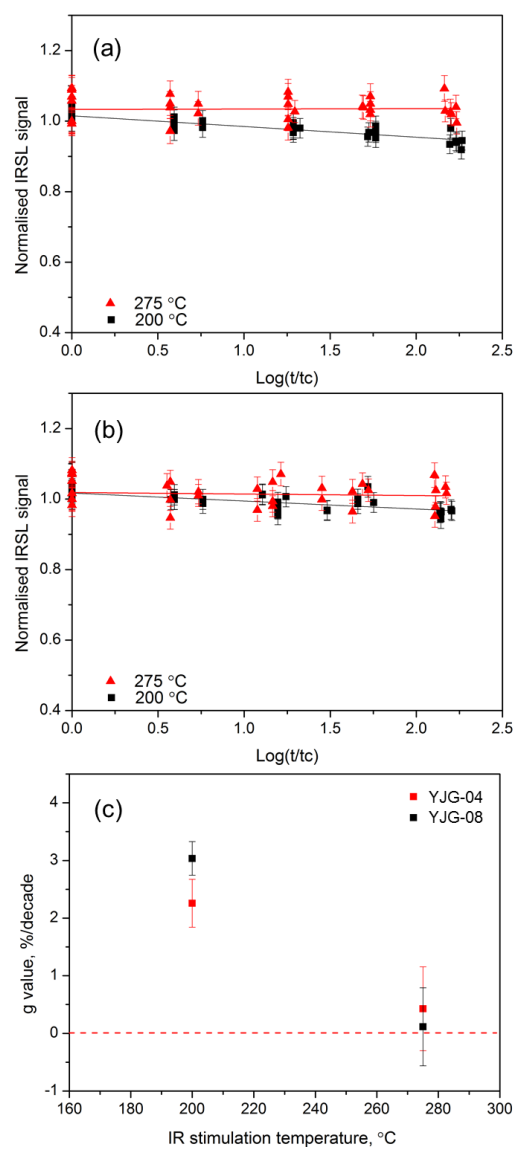 (a)
Normalised IRSL signal
1.2
1.0
0.8
0.6
0.4
275 °C
200 °C
0.0 0.5 1.0 1.5 2.0 2.5
Log(t/tc)
(b)
Normalised IRSL signal
1.2
1.0
0.8
0.6
0.4
275 °C
200 °C
0.0 0.5 1.0 1.5 2.0 2.5
Log(t/tc)
(c)
YJG-04
YJG-08
g value, %/decade
4
3
2
1
0
-1
160 180 200 220 240 260 280 300
IR stimulation temperature, °C